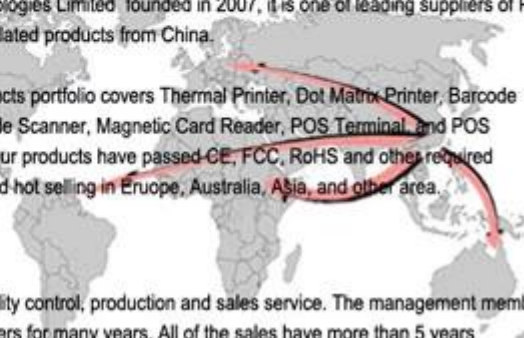 ologies Limited founded in 2007, it is one of leading suppliers of
lated products from China.
cts portfolio covers Thermal Printer, Dot Matrix Printer, Barcode
le Scanner, Magnetic Card Reader, POS Terminal, and POS
ur products have passed CE, FCC, RoHS and other required
d hot selling in Eruope, Australia, Asia, and other area.
lity control, production and sales service. The management mem
ers for many years. All of the sales have more than 5 years